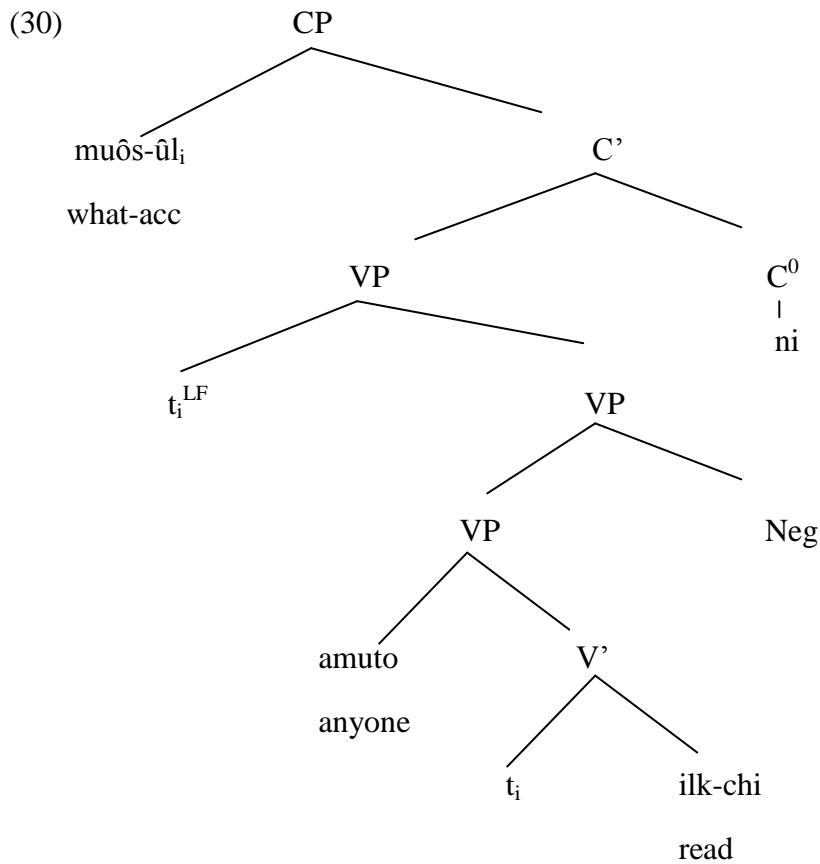 (30) CP
muôs-ûlᵢ C’
what-acc
VP C⁰
ni
tᵢᴸᶠ VP
VP Neg
amuto V’
anyone
tᵢ ilk-chi
read